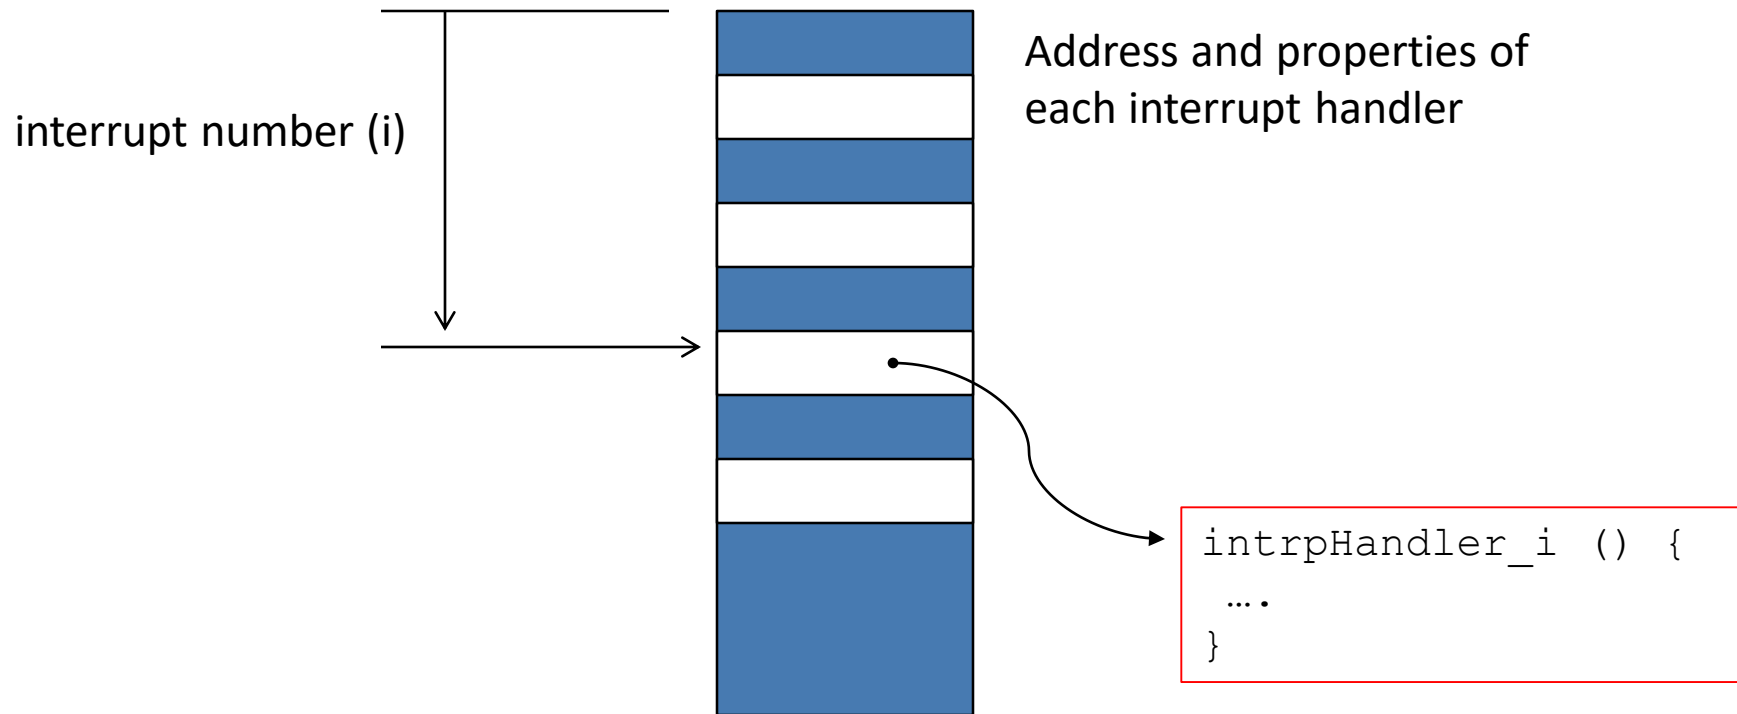 Address and properties of
each interrupt handler
interrupt number (i)
intrpHandler_i () {
….
}